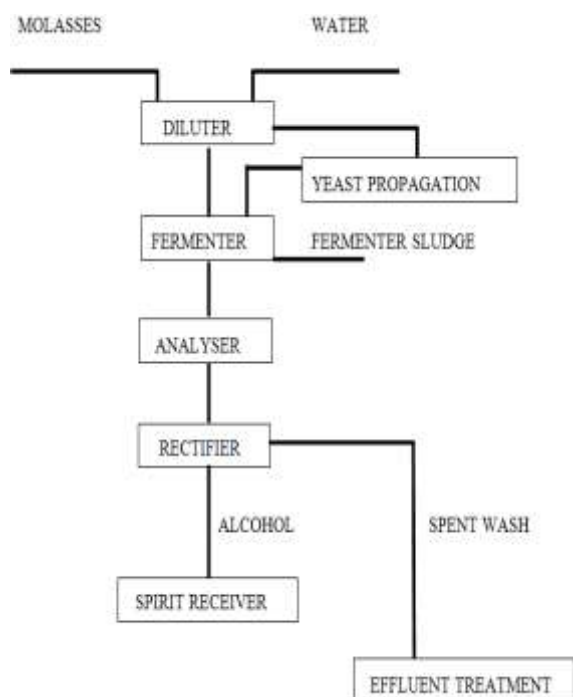 MOLASSES
WATER
DILUTER
YEAST PROPAGATION
FERMENTER
FERMENTER SLUDGE
ANALYSER
RECTIFIER
ALCOHOL
SPENT WASH
SPIRIT RECEIVER
EFFLUENT TREATMENT